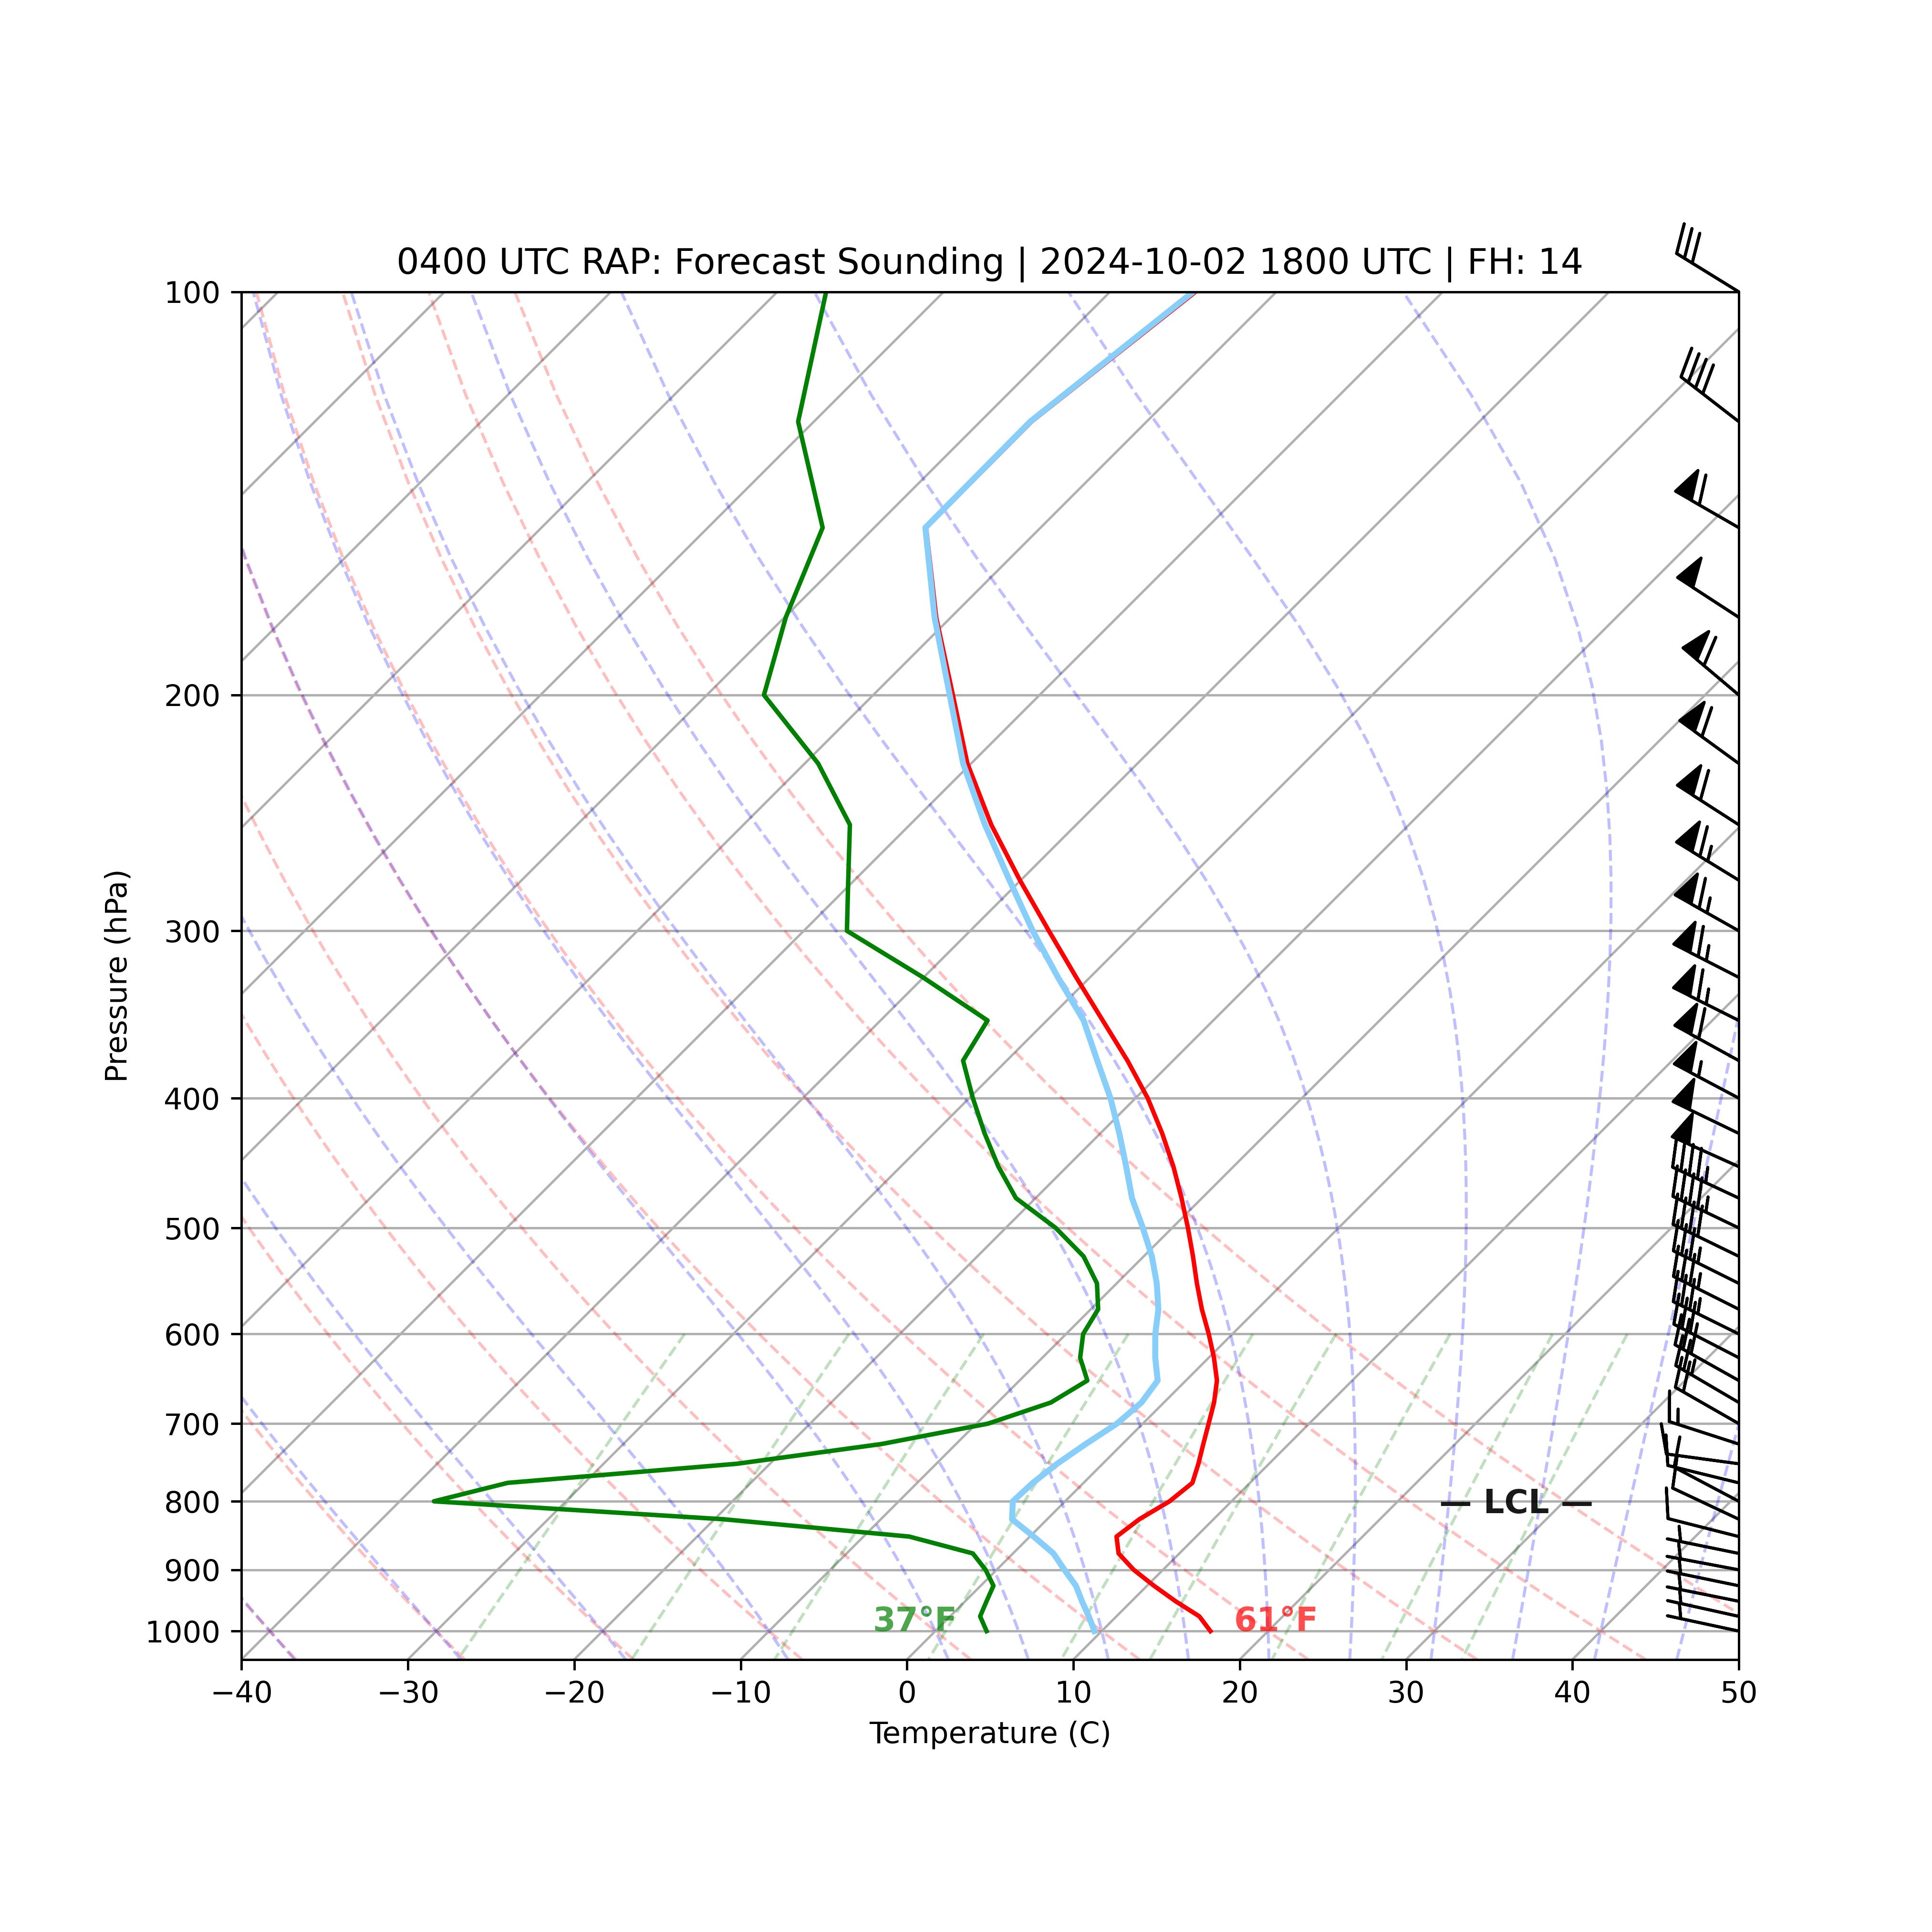 0400 UTC RAP: Forecast Sounding | 2024-10-02 1800 UTC | FH: 14
100
200
300
400
500
600
700
800
900
1000
Pressure (hPa)
— LCL —
37°F
61°F
−40 −30 −20 −10 0 10 20 30 40 50
Temperature (C)